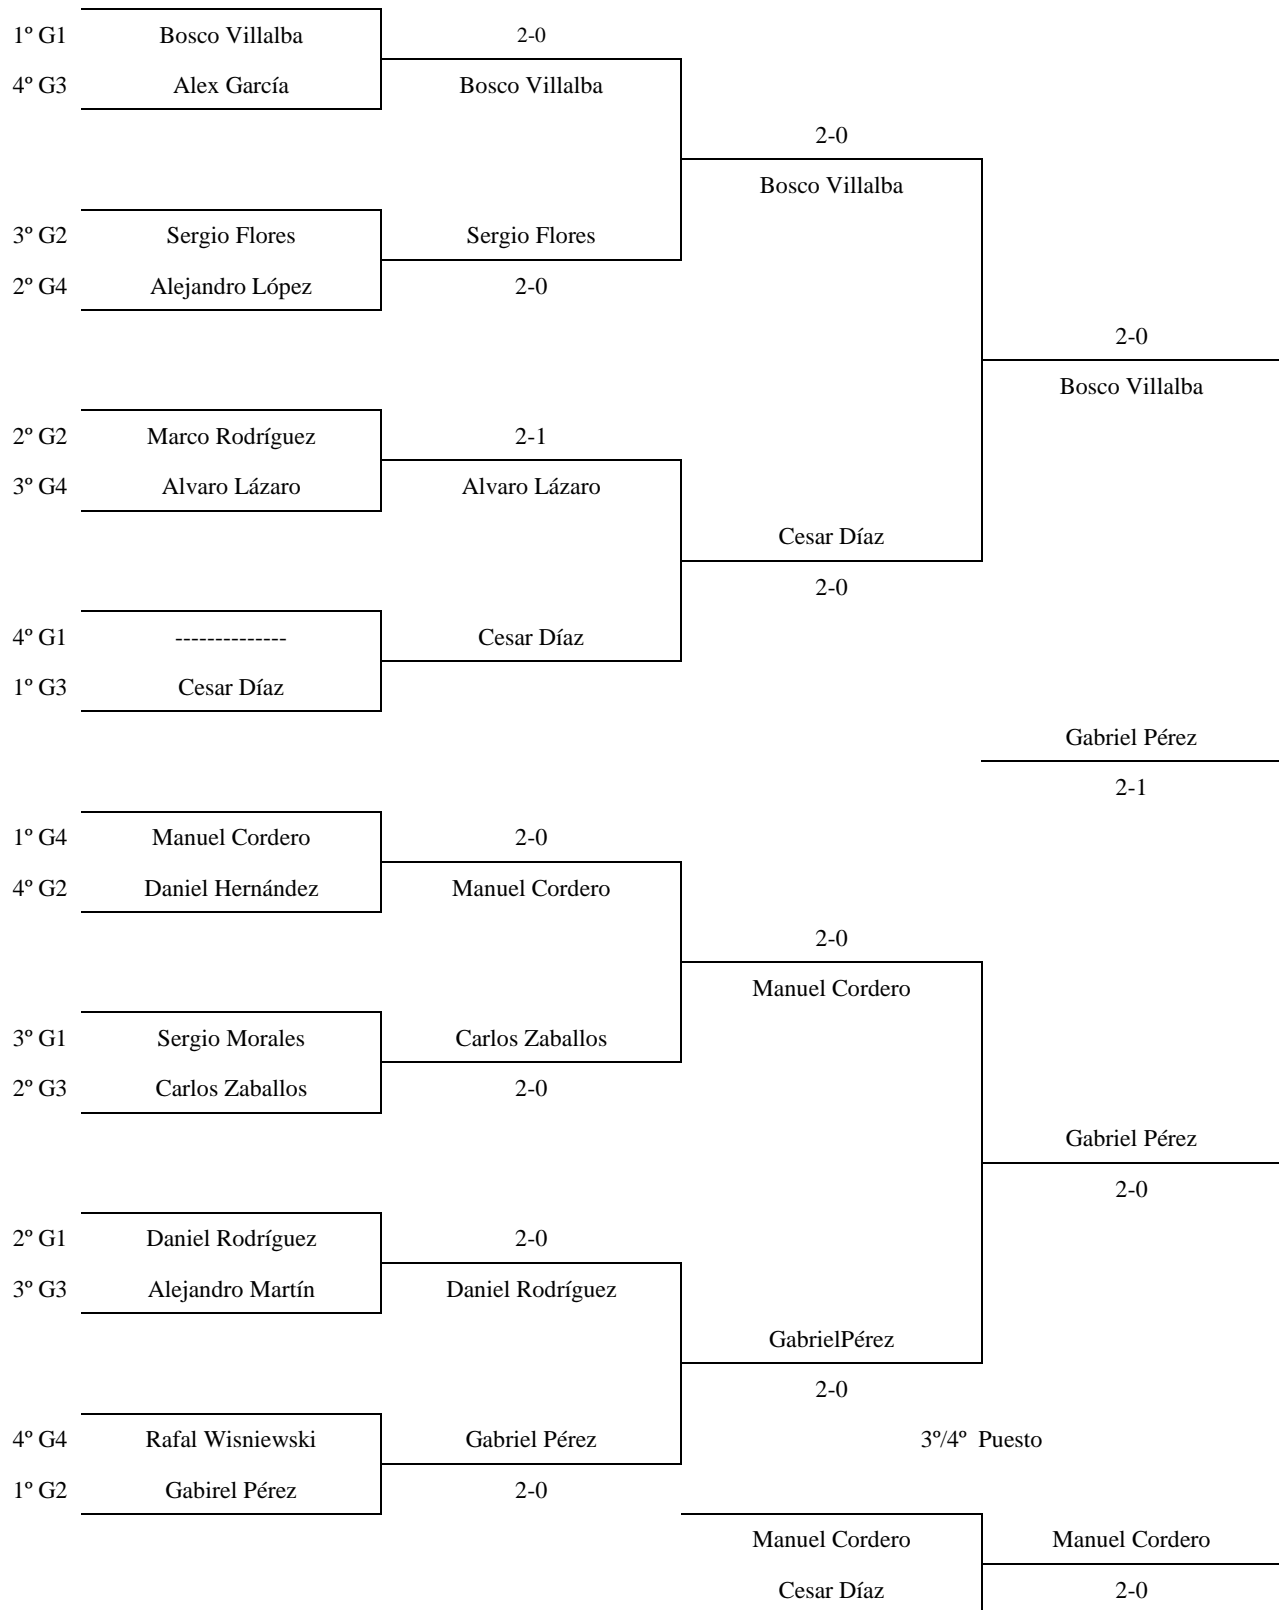 1º G1 Bosco Villalba 2-0
4º G3 Alex García Bosco Villalba
2-0
Bosco Villalba
3º G2 Sergio Flores Sergio Flores
2º G4 Alejandro López 2-0
2-0
Bosco Villalba
2º G2 Marco Rodríguez 2-1
3º G4 Alvaro Lázaro Alvaro Lázaro
Cesar Díaz
2-0
4º G1 -------------- Cesar Díaz
1º G3 Cesar Díaz
Gabriel Pérez
2-1
1º G4 Manuel Cordero 2-0
4º G2 Daniel Hernández Manuel Cordero
2-0
Manuel Cordero
3º G1 Sergio Morales Carlos Zaballos
2º G3 Carlos Zaballos 2-0
Gabriel Pérez
2-0
2º G1 Daniel Rodríguez 2-0
3º G3 Alejandro Martín Daniel Rodríguez
GabrielPérez
2-0
4º G4 Rafal Wisniewski Gabriel Pérez 3º/4º Puesto
1º G2 Gabirel Pérez 2-0
Manuel Cordero Manuel Cordero
Cesar Díaz 2-0